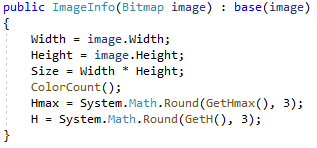 public ImageInfo(Bitmap image) : base(image)
{
    Width = image.Width;
    Height = image.Height;
    Size = Width * Height;
    ColorCount();
    Hmax = System.Math.Round(GetHmax(), 3);
    H = System.Math.Round(GetH(), 3);
}